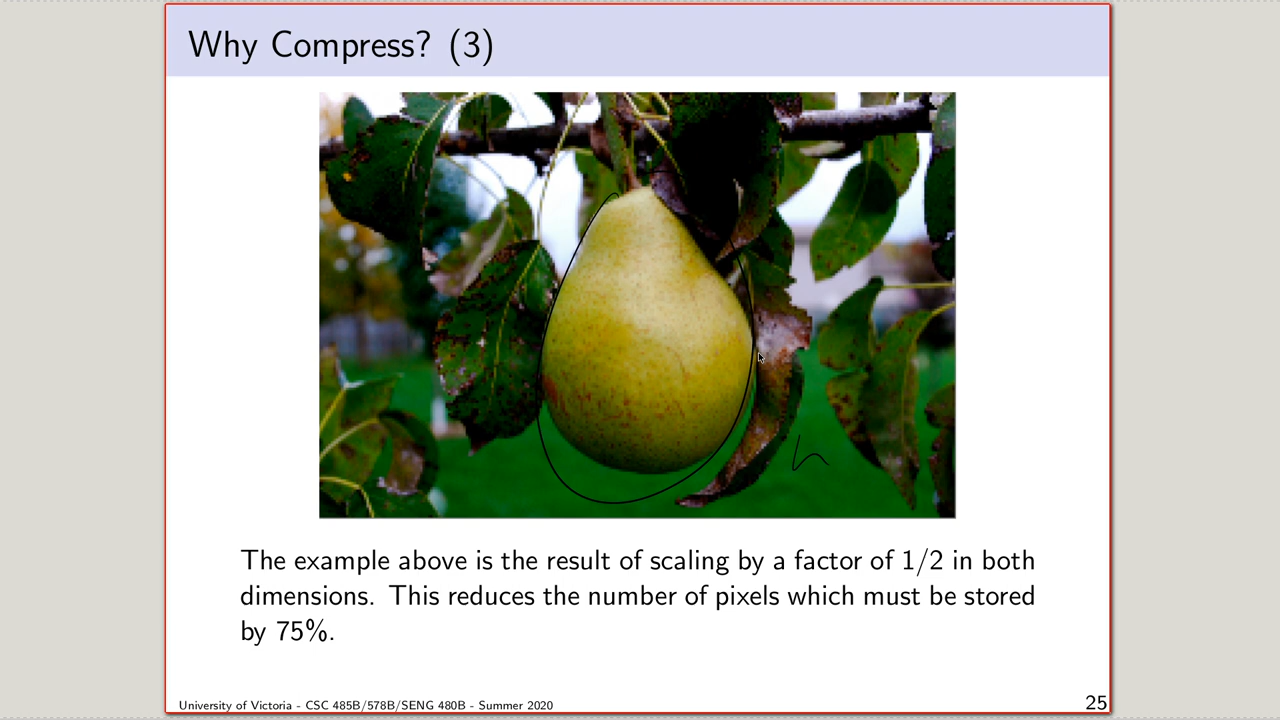 Why Compress? (3)
h
The example above is the result of scaling by a factor of 1/2 in both
dimensions. This reduces the number of pixels which must be stored
by 75%.
University of Victoria - CSC 485B/578B/SENG 480B - Summer 2020
25